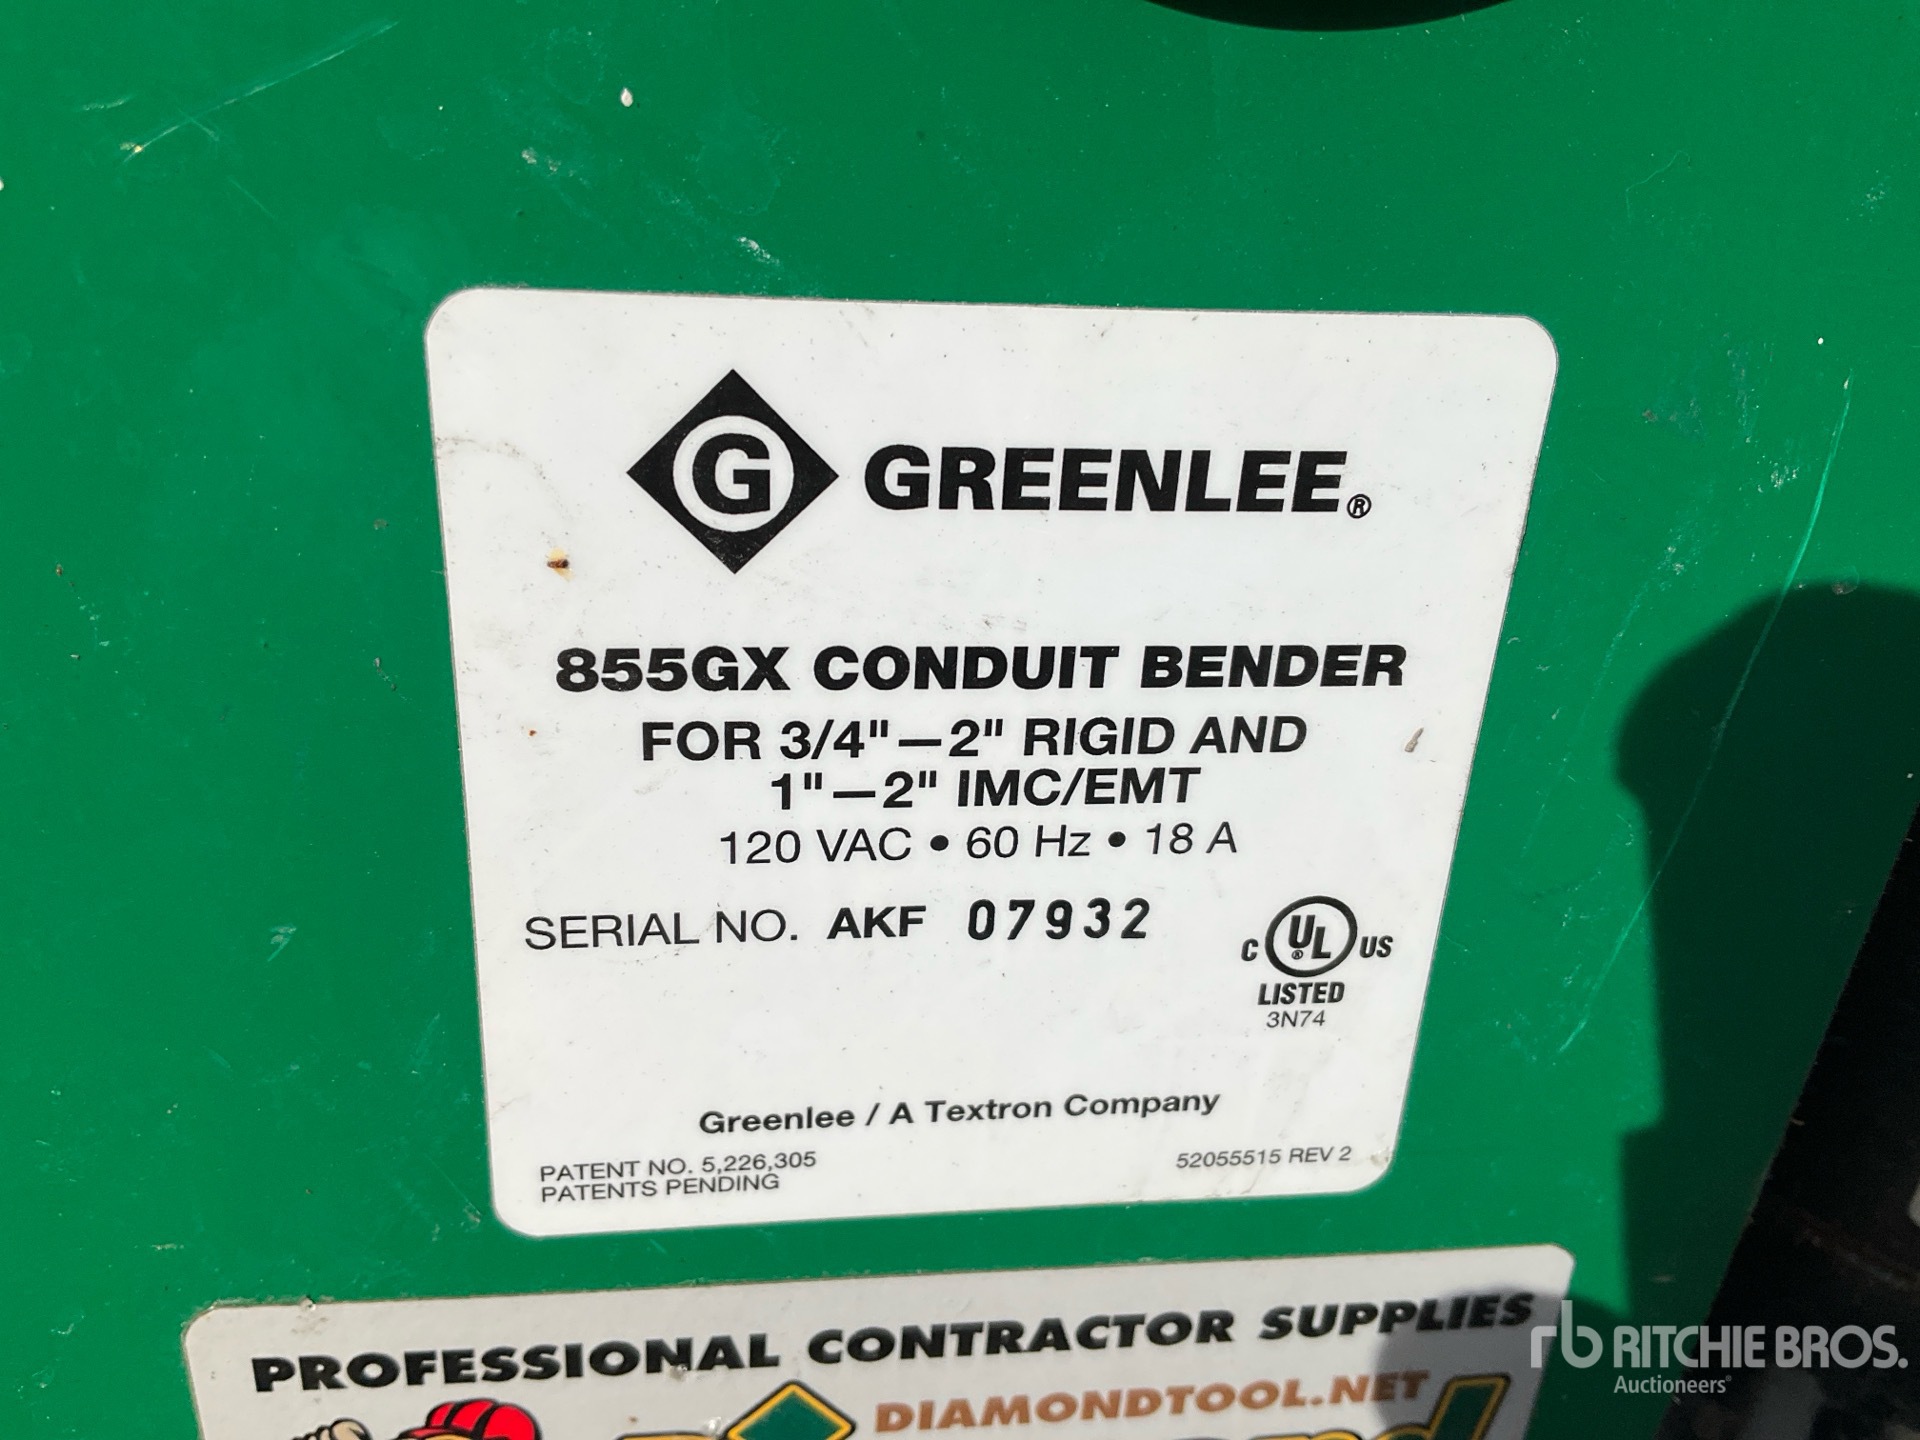 G GREENLEE®
855GX CONDUIT BENDER
FOR 3/4"—2" RIGID AND
1"—2" IMC/EMT
120 VAC • 60 Hz • 18 A
SERIAL NO. AKF 07932
C UL® US
LISTED
3N74
Greenlee / A Textron Company
PATENT NO. 5,226,305
PATENTS PENDING
52055515 REV 2
PROFESSIONAL CONTRACTOR SUPPLIES
DIAMONDTOOL.NET
rb RITCHIE BROS.
Auctioneers®